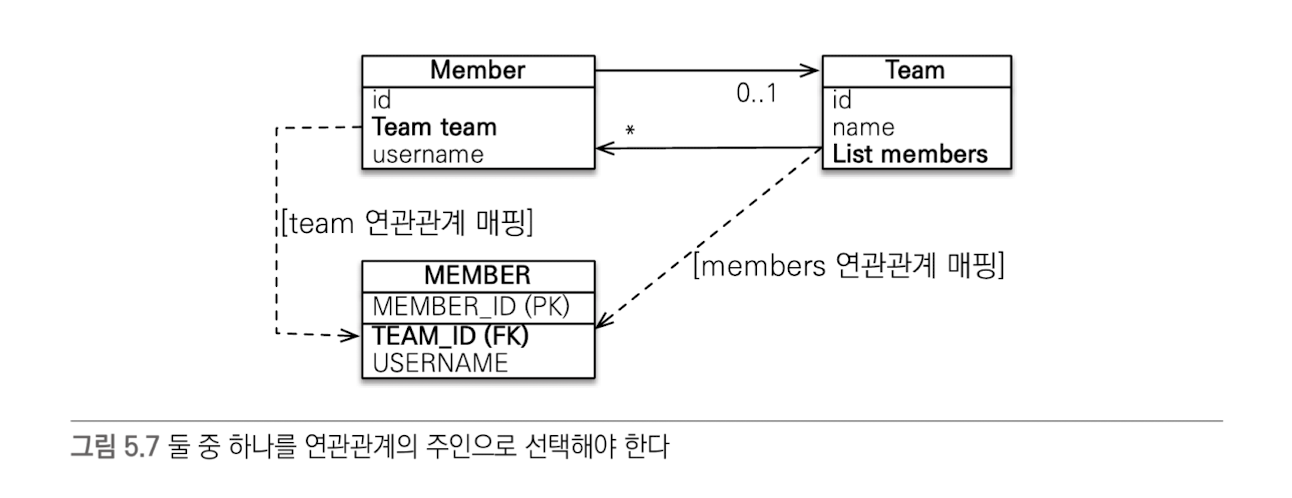 Member
id
Team team
username
0..1
*
Team
id
name
List members
[team 연관관계 매핑]
[members 연관관계 매핑]
MEMBER
MEMBER_ID (PK)
TEAM_ID (FK)
USERNAME
그림 5.7 둘 중 하나를 연관관계의 주인으로 선택해야 한다